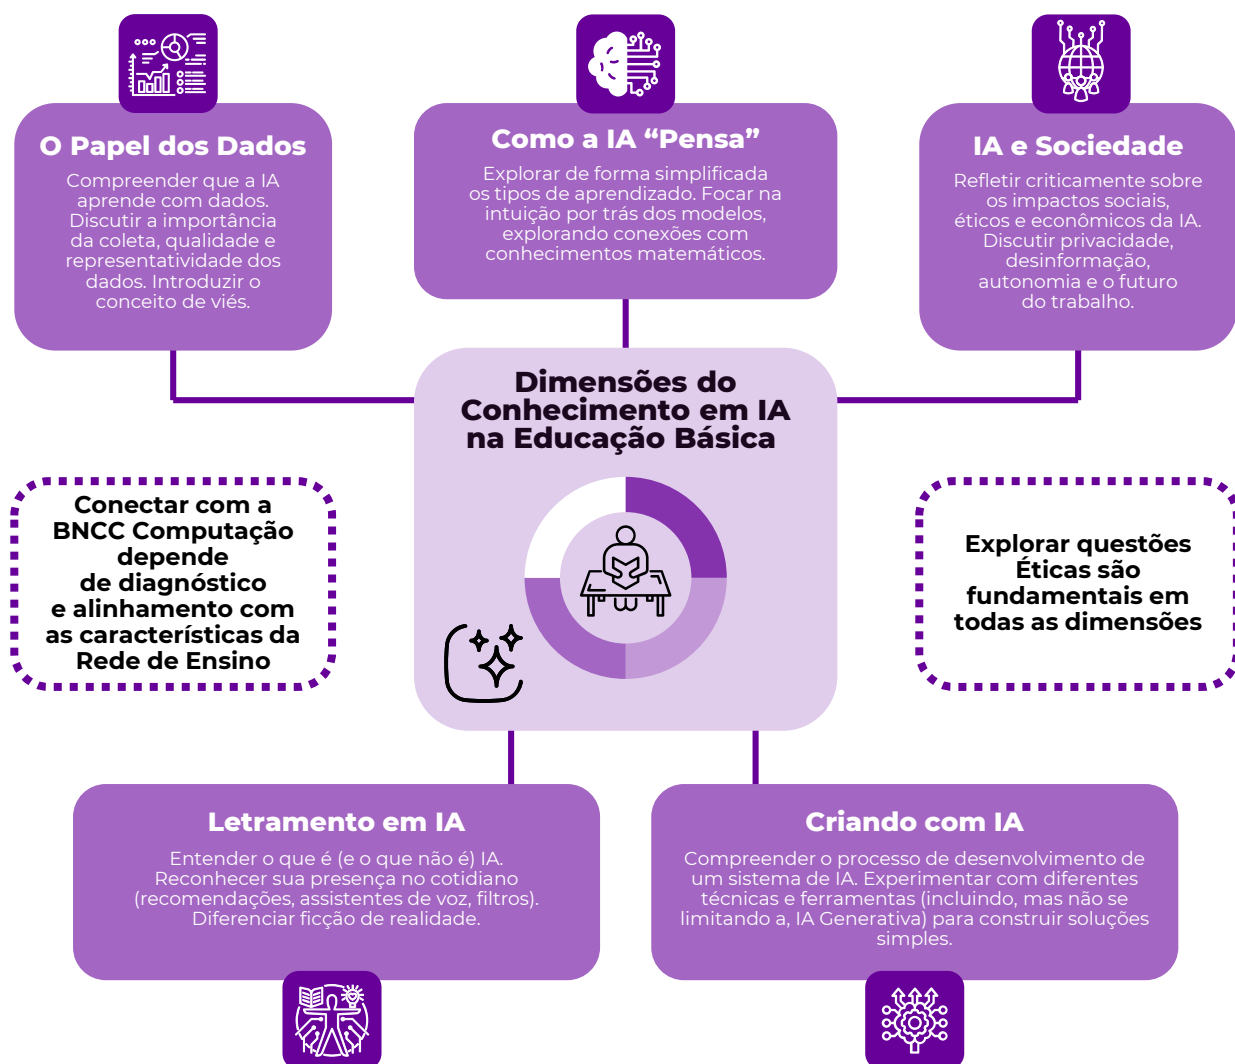 O Papel dos Dados
Compreender que a IA
aprende com dados.
Discutir a importância
da coleta, qualidade e
representatividade dos
dados. Introduzir o
conceito de viés.
Como a IA “Pensa”
Explorar de forma simplificada
os tipos de aprendizado. Focar na
intuição por trás dos modelos,
explorando conexões com
conhecimentos matemáticos.
IA e Sociedade
Refletir criticamente sobre
os impactos sociais,
éticos e econômicos da IA.
Discutir privacidade,
desinformação,
autonomia e o futuro
do trabalho.
Dimensões do
Conhecimento em IA
na Educação Básica
Conectar com a
BNCC Computação
depende
de diagnóstico
e alinhamento com
as características da
Rede de Ensino
Explorar questões
Éticas são
fundamentais em
todas as dimensões
Letramento em IA
Entender o que é (e o que não é) IA.
Reconhecer sua presença no cotidiano
(recomendações, assistentes de voz, filtros).
Diferenciar ficção de realidade.
Criando com IA
Compreender o processo de desenvolvimento de
um sistema de IA. Experimentar com diferentes
técnicas e ferramentas (incluindo, mas não se
limitando a, IA Generativa) para construir soluções
simples.